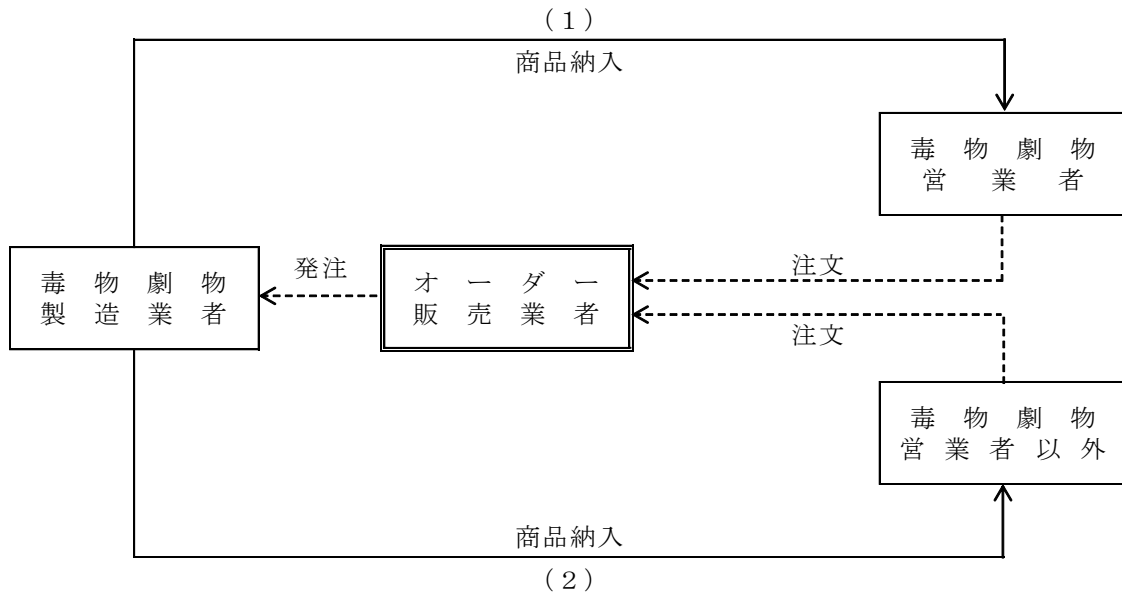 （１）
商品納入
毒物劇物
営業者
毒物劇物
製造業者
発注
オーダー
販売業者
注文
注文
毒物劇物
営業者以外
商品納入
（２）